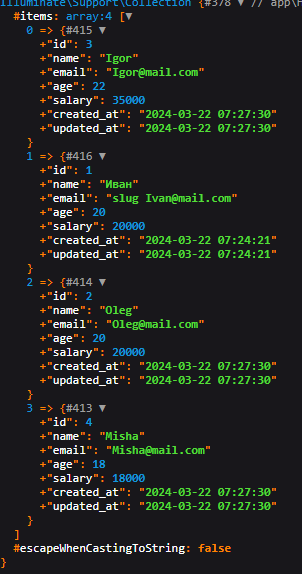 Illuminate\Support\Collection {#378 ▼ // app\
#items: array:4 [▼
0 => {#415 ▼
+"id": 3
+"name": "Igor"
+"email": "Igor@mail.com"
+"age": 22
+"salary": 35000
+"created_at": "2024-03-22 07:27:30"
+"updated_at": "2024-03-22 07:27:30"
}
1 => {#416 ▼
+"id": 1
+"name": "Иван"
+"email": "slug Ivan@mail.com"
+"age": 20
+"salary": 20000
+"created_at": "2024-03-22 07:24:21"
+"updated_at": "2024-03-22 07:24:21"
}
2 => {#414 ▼
+"id": 2
+"name": "Oleg"
+"email": "Oleg@mail.com"
+"age": 20
+"salary": 20000
+"created_at": "2024-03-22 07:27:30"
+"updated_at": "2024-03-22 07:27:30"
}
3 => {#413 ▼
+"id": 4
+"name": "Misha"
+"email": "Misha@mail.com"
+"age": 18
+"salary": 18000
+"created_at": "2024-03-22 07:27:30"
+"updated_at": "2024-03-22 07:27:30"
}
]
#escapeWhenCastingToString: false
}